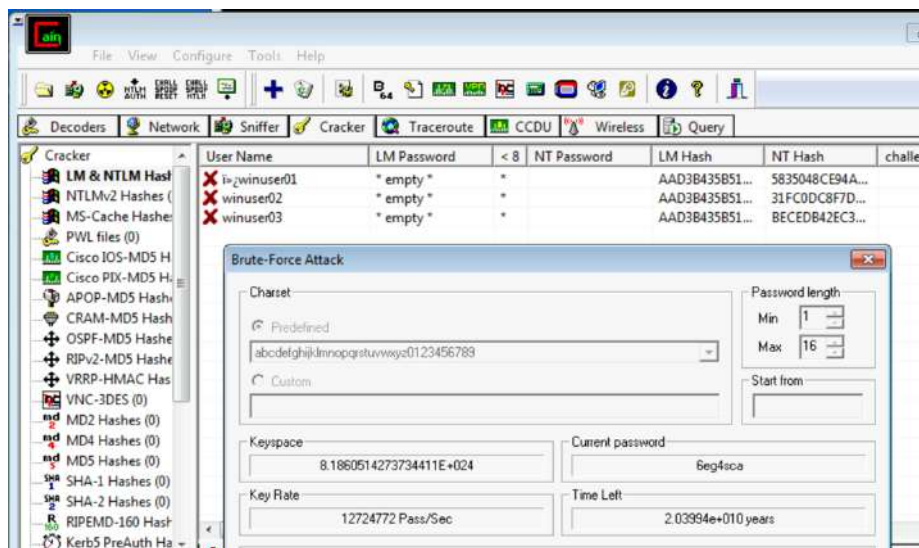 Cain
File View Configure Tools Help
Decoders Network Sniffer Cracker Traceroute CCDU Wireless Query
Cracker
LM & NTLM Hash
NTLMv2 Hashes (
MS-Cache Hashe
PWL files (0)
Cisco IOS-MD5 H
Cisco PIX-MD5 H
APOP-MD5 Hash
CRAM-MD5 Hash
OSPF-MD5 Hashe
RIPv2-MD5 Hashe
VRRP-HMAC Has
VNC-3DES (0)
MD2 Hashes (0)
MD4 Hashes (0)
MD5 Hashes (0)
SHA-1 Hashes (0)
SHA-2 Hashes (0)
RIPEMD-160 Hash
Kerb5 PreAuth Ha
User Name LM Password < 8 NT Password LM Hash NT Hash challe
ï»¿winuser01 * empty * * AAD3B435B51... 5835048CE94A...
winuser02 * empty * * AAD3B435B51... 31FC0DC8F7D...
winuser03 * empty * * AAD3B435B51... BECEDB42EC3...
Brute-Force Attack
Charset
Predefined
abcdefghijklmnopqrstuvwxyz0123456789
Custom
Password length
Min 1
Max 16
Start from
Keyspace
8.1860514273734411E+024
Current password
6eg4sca
Key Rate
12724772 Pass/Sec
Time Left
2.03994e+010 years